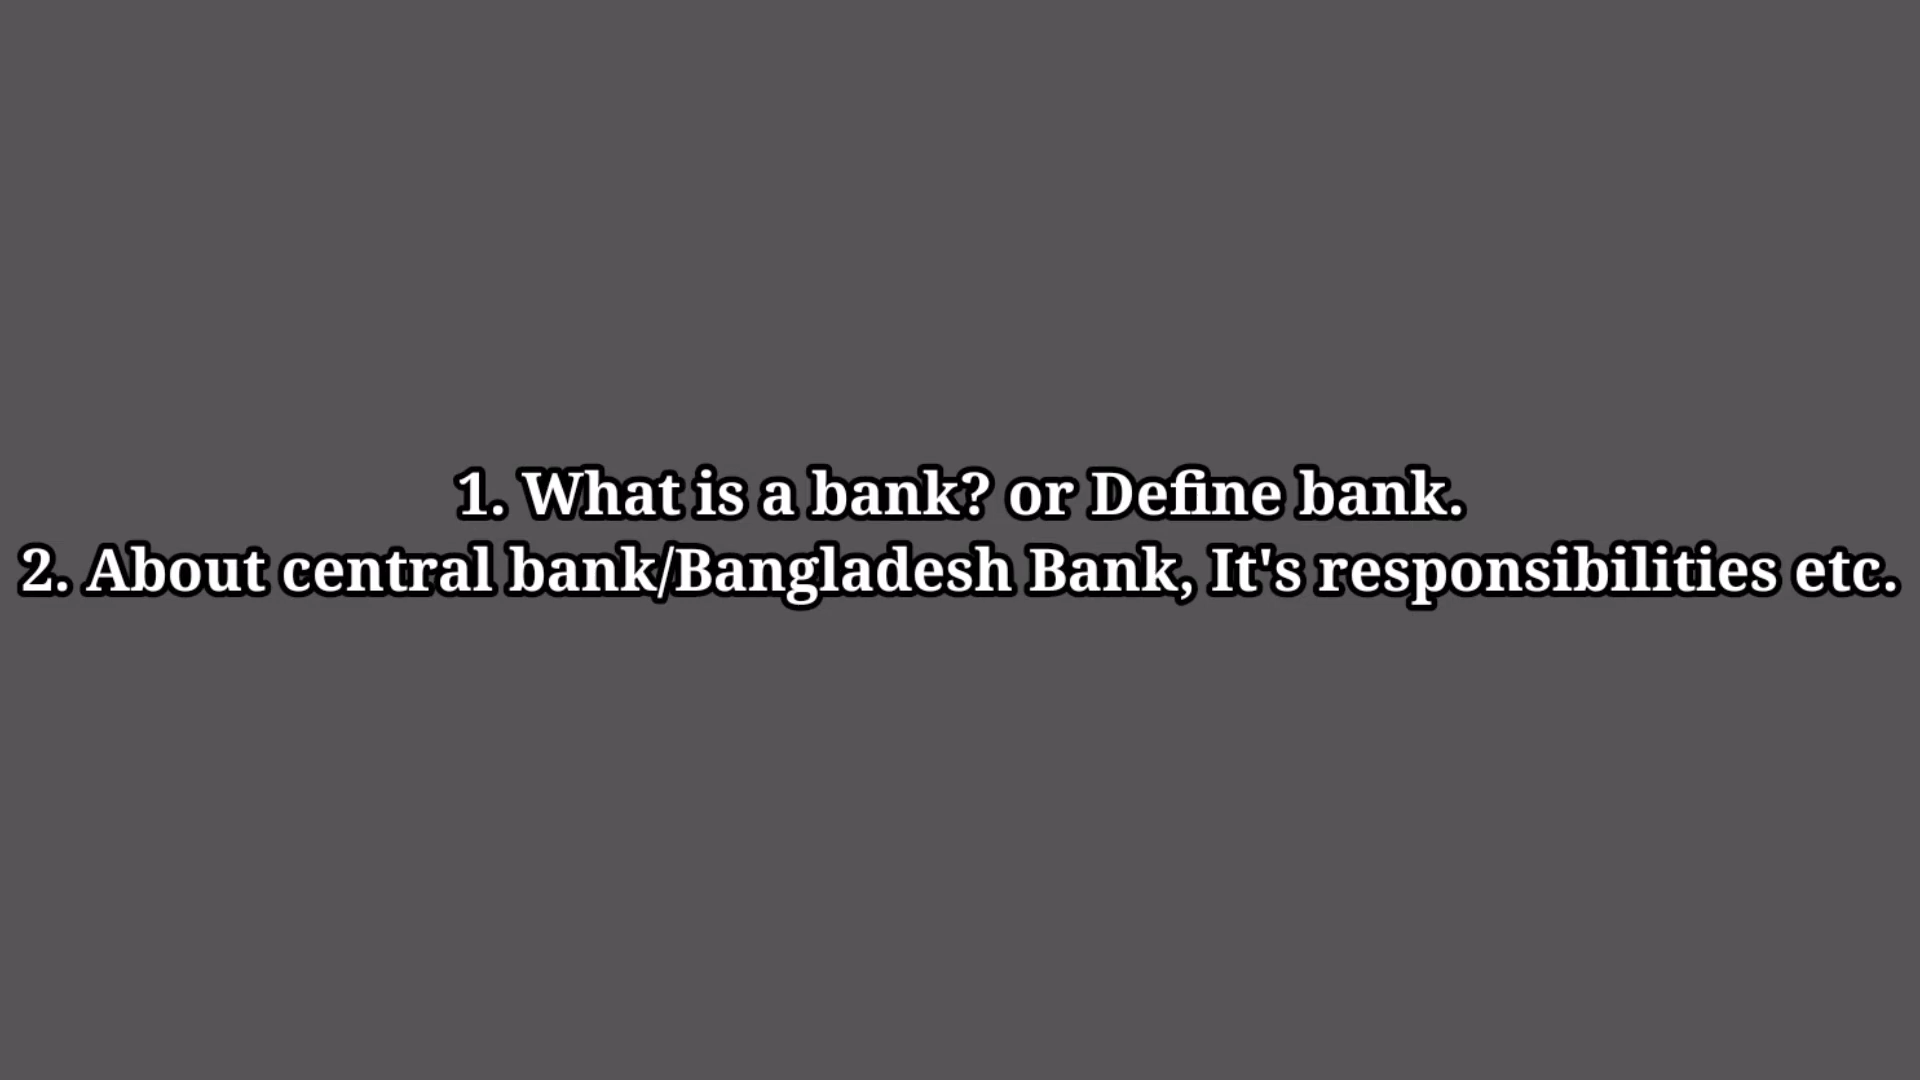 1. What is a bank? or Define bank.
2. About central bank/Bangladesh Bank, It's responsibilities etc.